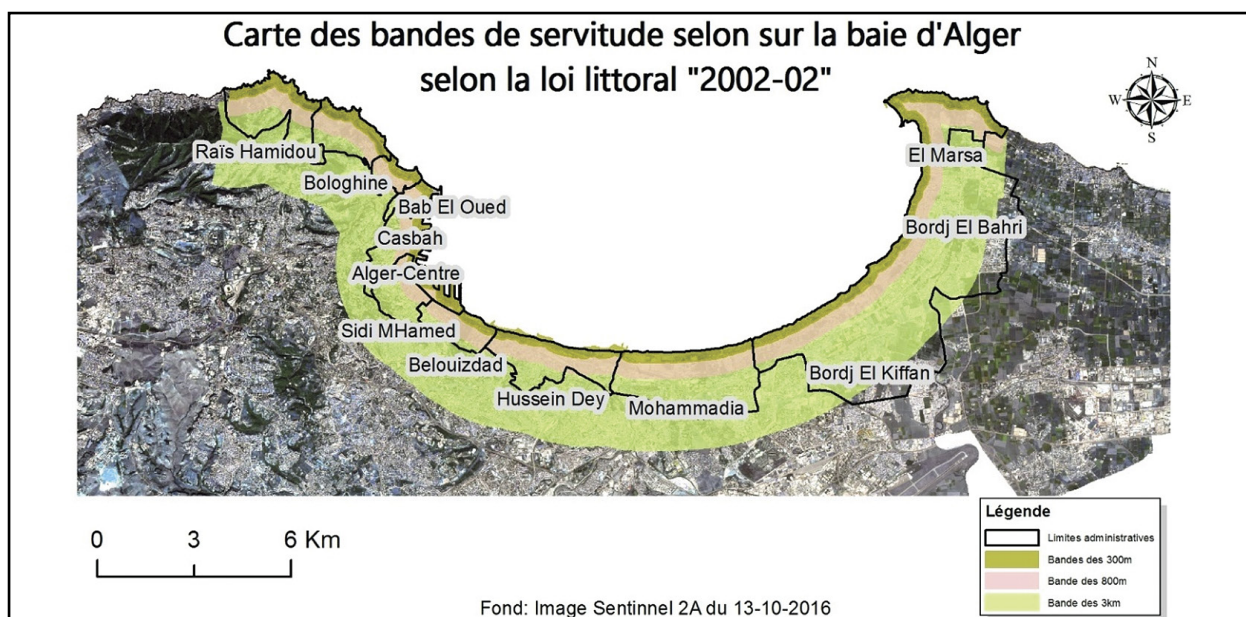 Carte des bandes de servitude selon sur la baie d'Alger
selon la loi littoral "2002-02"
N
W E
S
Raïs Hamidou
Bologhine
Bab El Oued
Casbah
Alger-Centre
Sidi MHamed
Belouizdad
Hussein Dey
Mohammadia
Bordj El Kiffan
Bordj El Bahri
El Marsa
0 3 6 Km
Légende
Limites administratives
Bandes des 300m
Bande des 800m
Bande des 3km
Fond: Image Sentinnel 2A du 13-10-2016